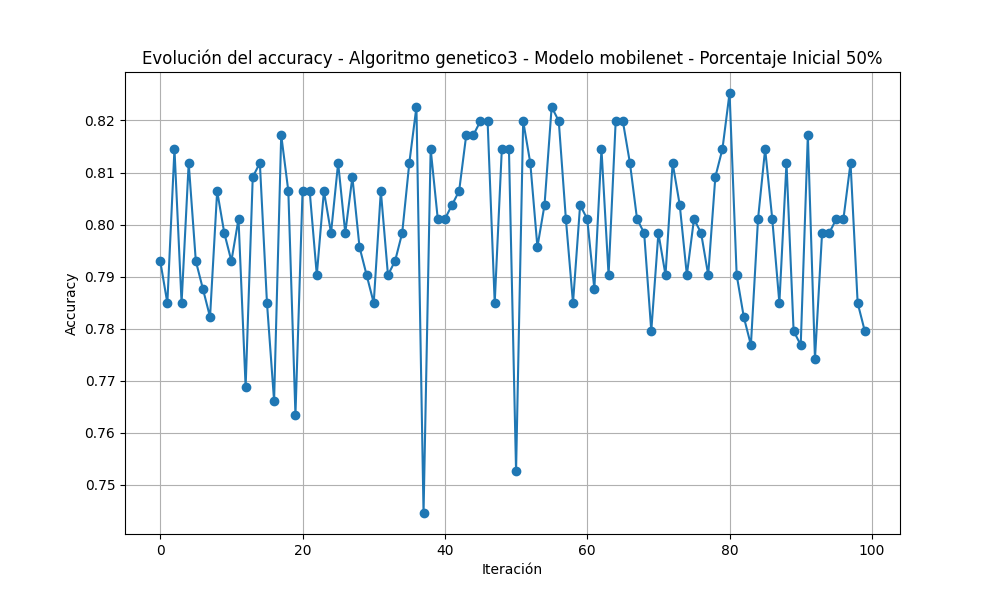 Evolución del accuracy - Algoritmo genetico3 - Modelo mobilenet - Porcentaje Inicial 50%
0.82
0.81
0.80
0.79
0.78
0.77
0.76
0.75
Accuracy
0 20 40 60 80 100
Iteración